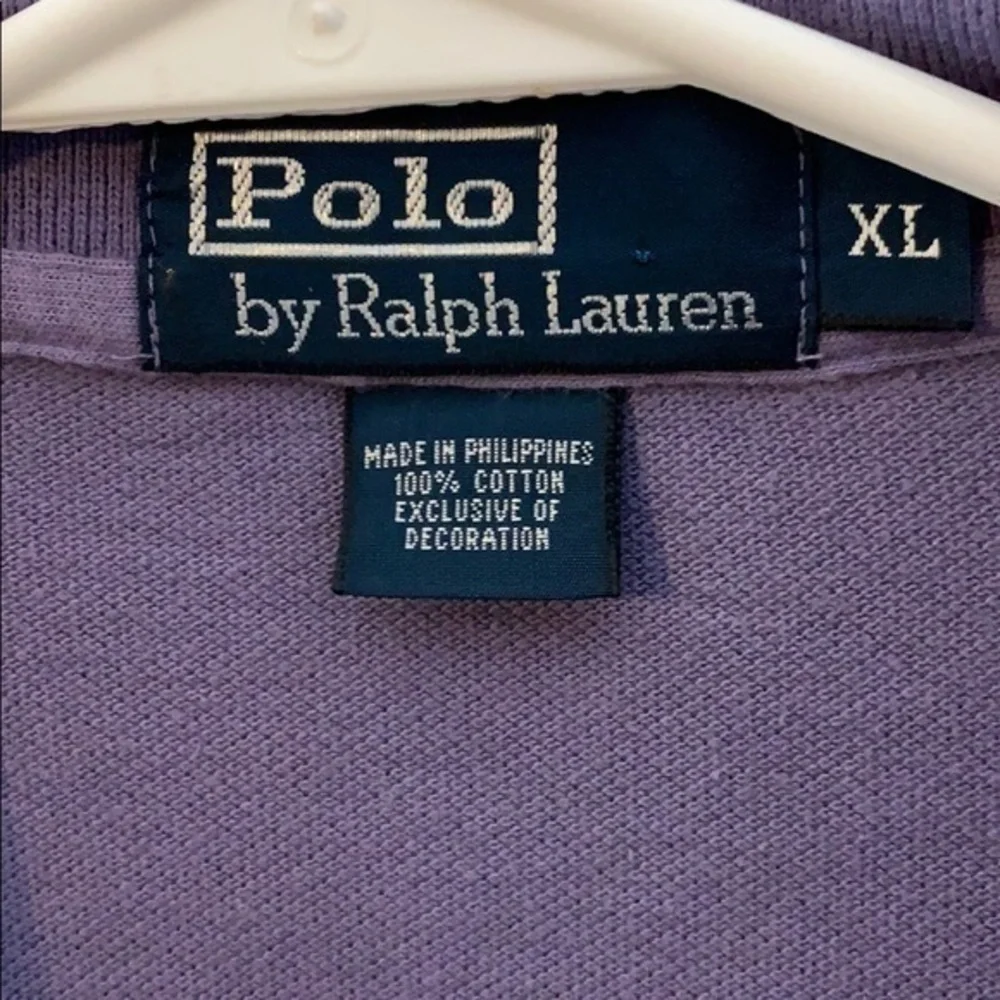 Polo
by Ralph Lauren
XL
MADE IN PHILIPPINES
100% COTTON
EXCLUSIVE OF
DECORATION